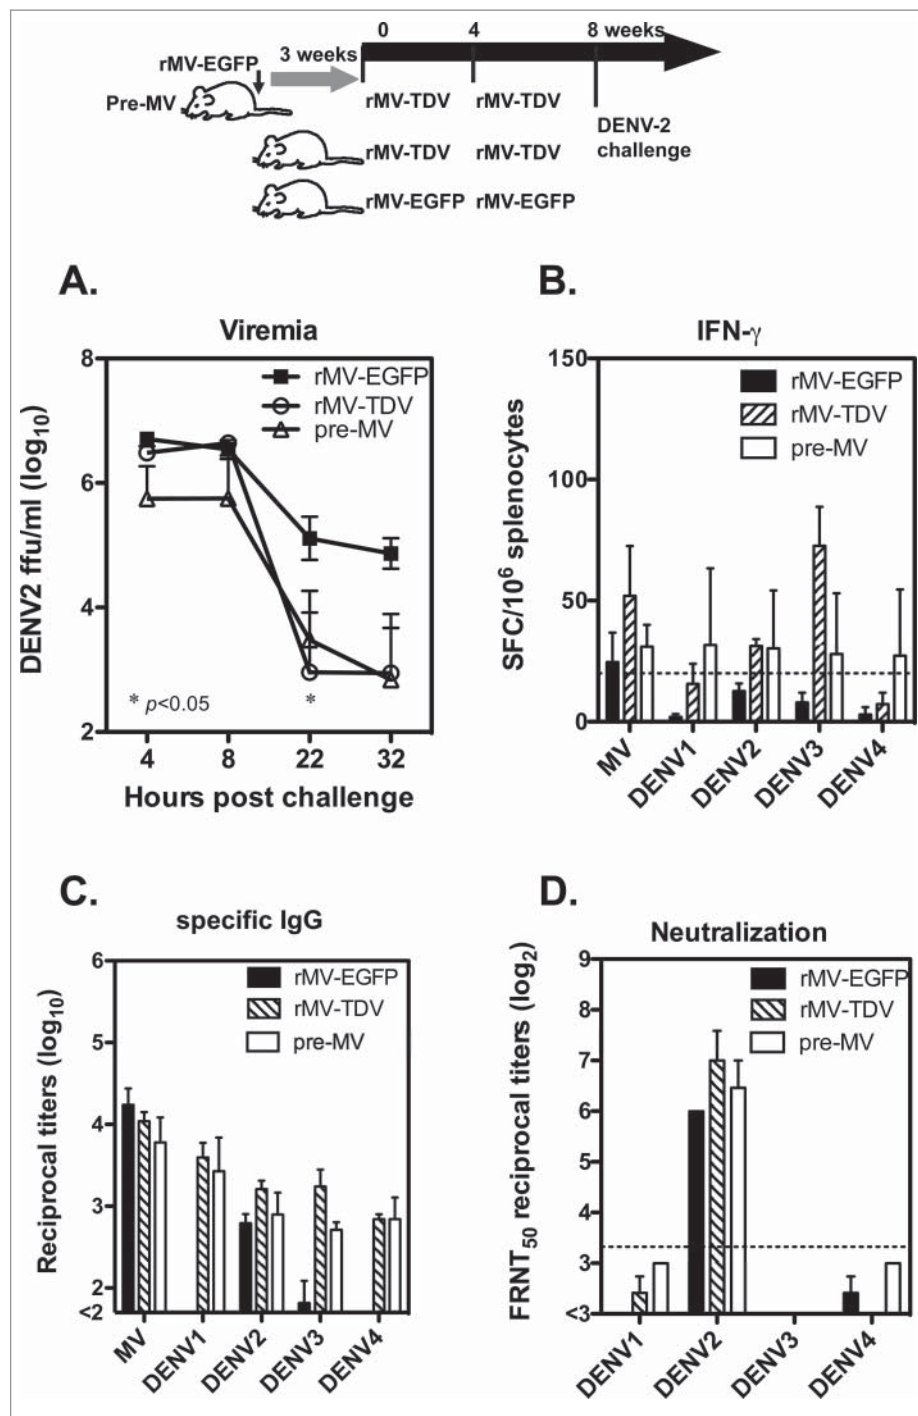 0 4 8 weeks
3 weeks
rMV-EGFP
Pre-MV
rMV-TDV rMV-TDV
DENV-2
challenge
rMV-TDV rMV-TDV
rMV-EGFP rMV-EGFP
A.
Viremia
8
6
4
2
DENV2 ffu/ml (log10)
rMV-EGFP
rMV-TDV
pre-MV
* p<0.05
*
4 8 22 32
Hours post challenge
B.
IFN-γ
150
100
50
0
SFC/10⁶ splenocytes
rMV-EGFP
rMV-TDV
pre-MV
MV DENV1 DENV2 DENV3 DENV4
C.
specific IgG
6
5
4
3
2
<2
Reciprocal titers (log10)
rMV-EGFP
rMV-TDV
pre-MV
MV DENV1 DENV2 DENV3 DENV4
D.
Neutralization
9
8
7
6
5
4
3
<3
FRNT50 reciprocal titers (log2)
rMV-EGFP
rMV-TDV
pre-MV
DENV1 DENV2 DENV3 DENV4